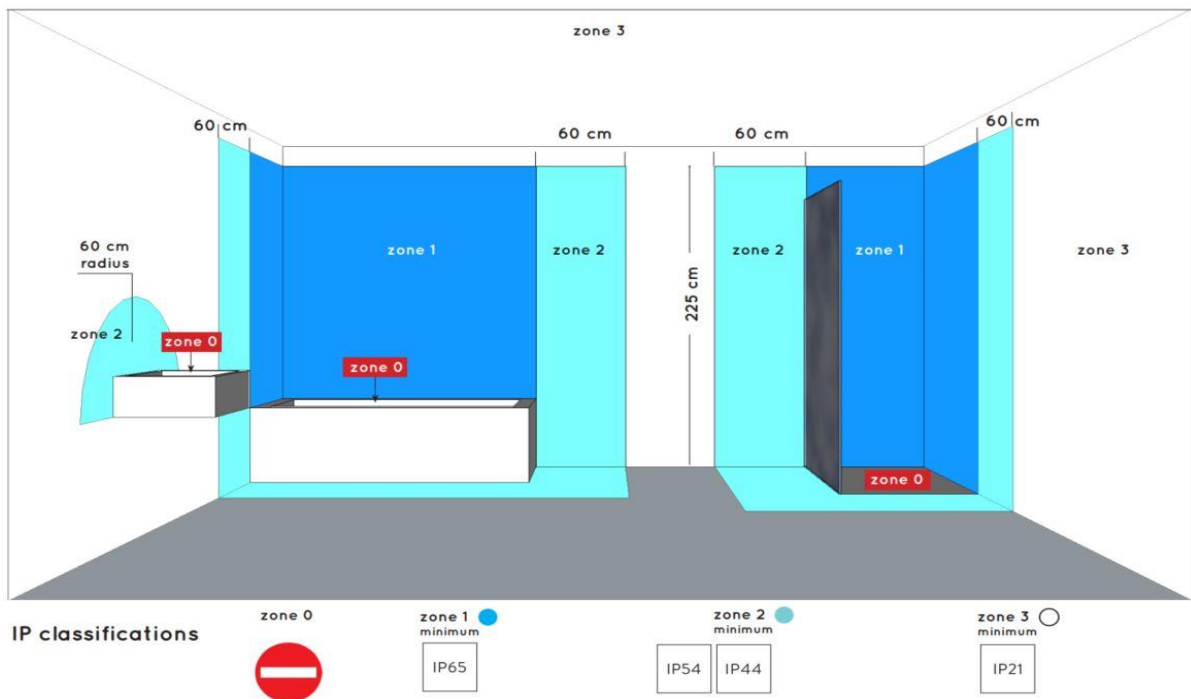 zone 3
60 cm
60 cm
60 cm
60 cm
60 cm
radius
zone 1
zone 2
zone 2
zone 1
zone 3
225 cm
zone 2
zone 0
zone 0
zone 0
IP classifications
zone 0
zone 1
minimum
IP65
zone 2
minimum
IP54
IP44
zone 3
minimum
IP21